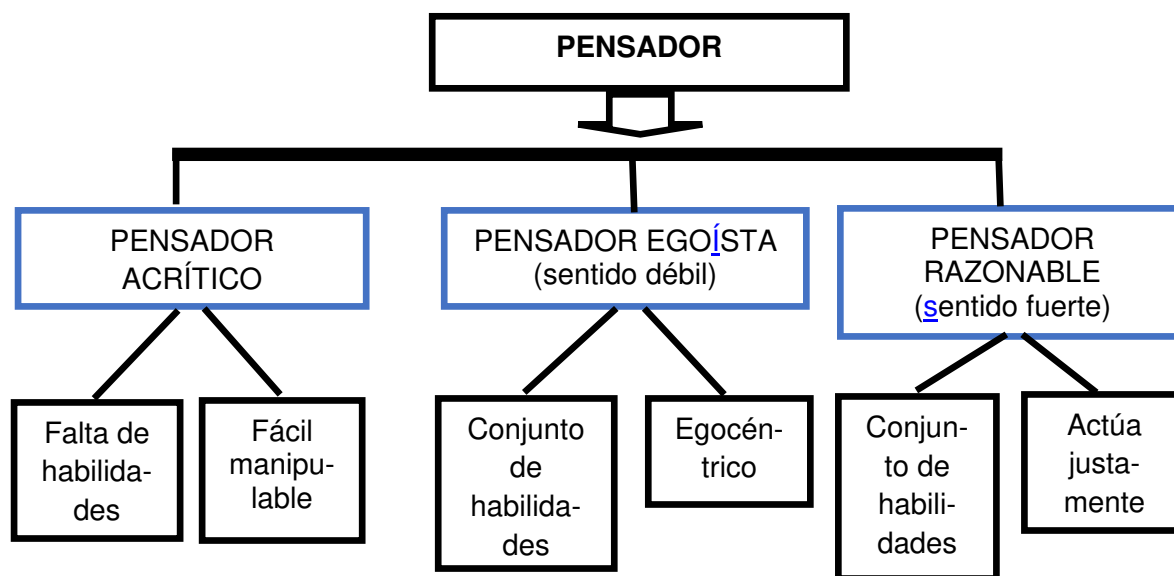 PENSADOR
PENSADOR
ACRÍTICO
PENSADOR EGOÍSTA
(sentido débil)
PENSADOR
RAZONABLE
(sentido fuerte)
Falta de
habilida-
des
Fácil
manipu-
lable
Conjunto
de
habilida-
des
Egocén-
trico
Conjun-
to de
habili-
dades
Actúa
justa-
mente